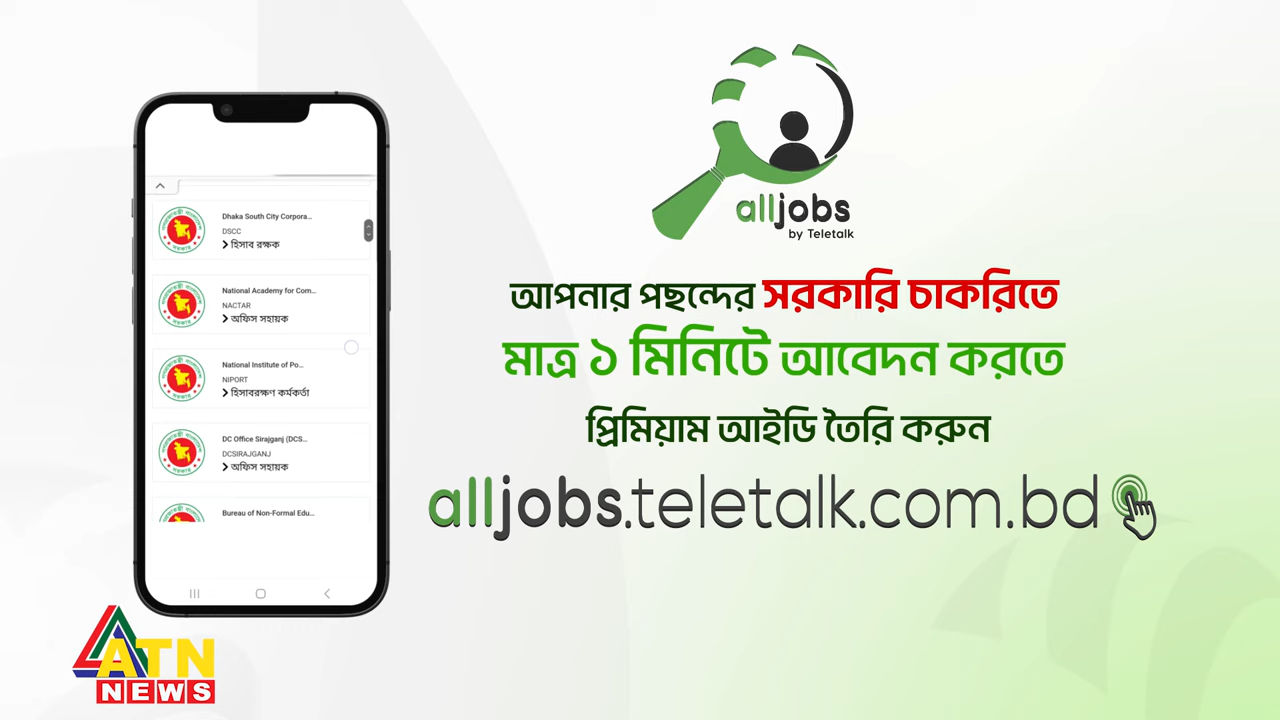 Dhaka South City Corpora...
DSCC
হিসাব রক্ষক
National Academy for Com...
NACTAR
অফিস সহায়ক
National Institute of Po...
NIPORT
হিসাবরক্ষণ কর্মকর্তা
DC Office Sirajganj (DCS...
DCSIRAJGANJ
অফিস সহায়ক
Bureau of Non-Formal Edu...
alljobs
by Teletalk
আপনার পছন্দের সরকারি চাকরিতে
মাত্র ১ মিনিটে আবেদন করতে
প্রিমিয়াম আইডি তৈরি করুন
alljobs.teletalk.com.bd
ATN
NEWS